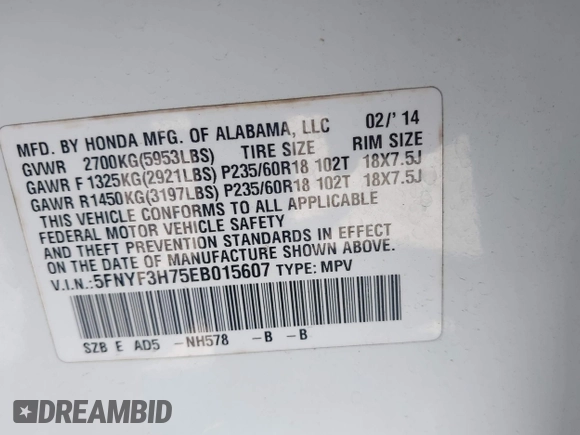 MFD. BY HONDA MFG. OF ALABAMA, LLC 02/' 14
GVWR 2700KG(5953LBS) TIRE SIZE RIM SIZE
GAWR F 1325KG(2921LBS) P235/60R18 102T 18X7.5J
GAWR R1450KG(3197LBS) P235/60R18 102T 18X7.5J
THIS VEHICLE CONFORMS TO ALL APPLICABLE
FEDERAL MOTOR VEHICLE SAFETY
AND THEFT PREVENTION STANDARDS IN EFFECT
ON THE DATE OF MANUFACTURE SHOWN ABOVE.
V.I.N.:5FNYF3H75EB015607 TYPE: MPV
SZB E AD5 -NH578 -B -B
DREAMBID